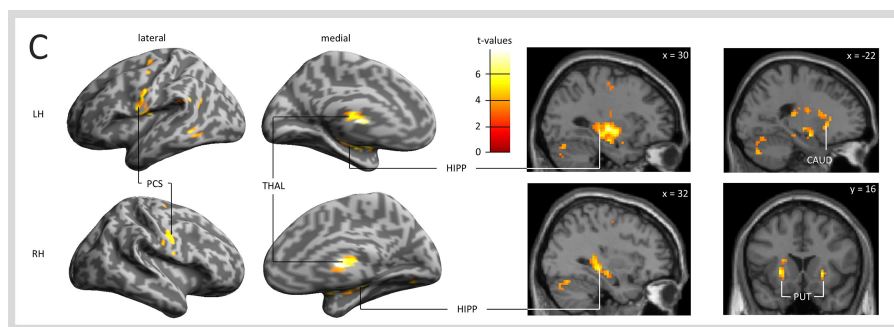 C
lateral
medial
t-values
6
4
2
0
x = 30
x = -22
LH
CAUD
HIPP
PCS
THAL
x = 32
y = 16
RH
PUT
HIPP